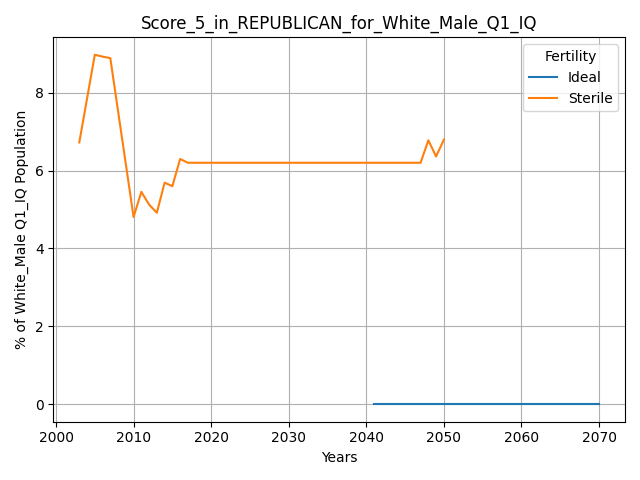 Score_5_in_REPUBLICAN_for_White_Male_Q1_IQ
Fertility
Ideal
Sterile
% of White_Male Q1_IQ Population
8
6
4
2
0
2000 2010 2020 2030 2040 2050 2060 2070
Years